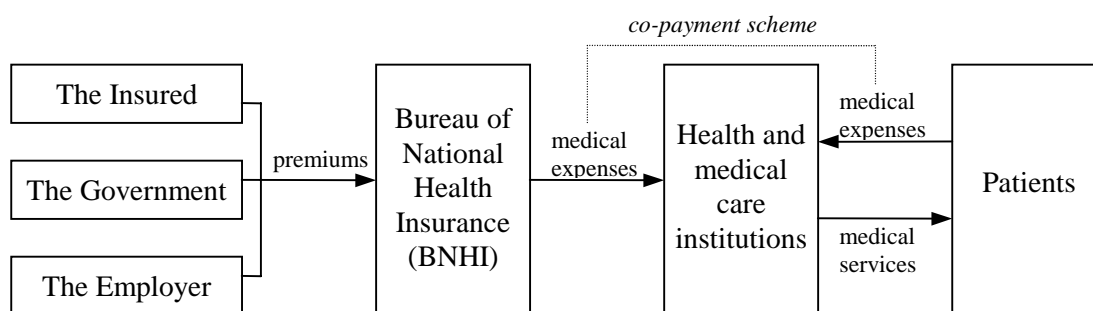 co-payment scheme
The Insured
The Government
The Employer
premiums
Bureau of
National
Health
Insurance
(BNHI)
medical
expenses
Health and
medical
care
institutions
medical
expenses
medical
services
Patients